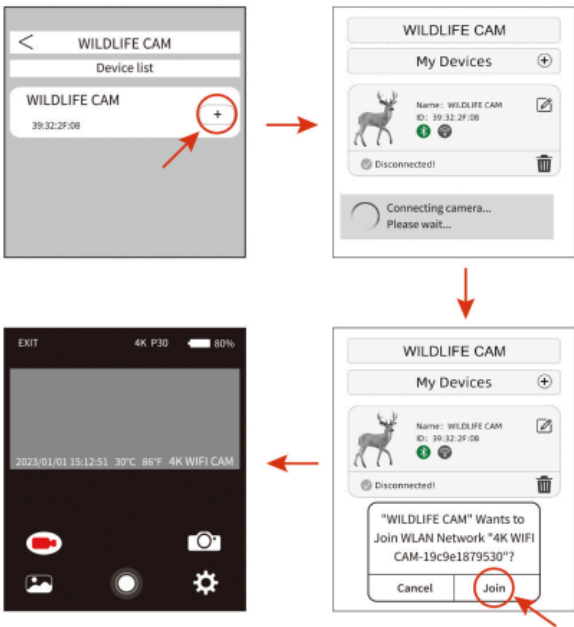 <
WILDLIFE CAM
Device list
WILDLIFE CAM
+
39:32:2F:08
WILDLIFE CAM
My Devices
Name: WILDLIFE CAM
ID: 39:32:2F:08
Disconnected!
Connecting camera...
Please wait...
WILDLIFE CAM
My Devices
Name: WILDLIFE CAM
ID: 39:32:2F:08
Disconnected!
"WILDLIFE CAM" Wants to
Join WLAN Network "4K WIFI
CAM-19c9e1879530"?
Cancel Join
EXIT 4K P30 80%
2023/01/01 15:12:51 30°C 86°F 4K WIFI CAM